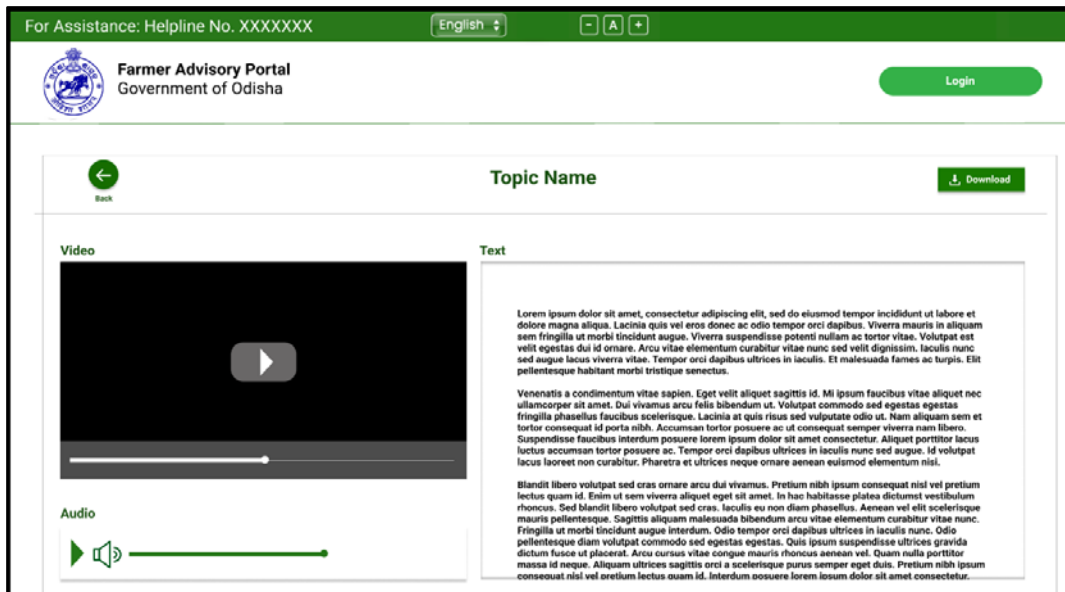 For Assistance: Helpline No. XXXXXXX
English
- A +
Farmer Advisory Portal
Government of Odisha
Login
Back
Topic Name
Download
Video
Text
Lorem ipsum dolor sit amet, consectetur adipiscing elit, sed do eiusmod tempor incididunt ut labore et
dolore magna aliqua. Lacinia quis vel eros donec ac odio tempor orci dapibus. Viverra mauris in aliquam
sem fringilla ut morbi tincidunt augue. Viverra suspendisse potenti nullam ac tortor vitae. Volutpat est
velit egestas dui id ornare. Arcu vitae elementum curabitur vitae nunc sed velit dignissim. Iaculis nunc
sed augue lacus viverra vitae. Tempor orci dapibus ultrices in iaculis. Et malesuada fames ac turpis. Elit
pellentesque habitant morbi tristique senectus.
Venenatis a condimentum vitae sapien. Eget velit aliquet sagittis id. Mi ipsum faucibus vitae aliquet nec
ullamcorper sit amet. Dui vivamus arcu felis bibendum ut. Volutpat commodo sed egestas egestas
fringilla phasellus faucibus scelerisque. Lacinia at quis risus sed vulputate odio ut. Nam aliquam sem et
tortor consequat id porta nibh. Accumsan tortor posuere ac ut consequat semper viverra nam libero.
Suspendisse faucibus interdum posuere lorem ipsum dolor sit amet consectetur. Aliquet porttitor lacus
luctus accumsan tortor posuere ac. Tempor orci dapibus ultrices in iaculis nunc sed augue. Id volutpat
lacus laoreet non curabitur. Pharetra et ultrices neque ornare aenean euismod elementum nisi.
Blandit libero volutpat sed cras ornare arcu dui vivamus. Pretium nibh ipsum consequat nisl vel pretium
lectus quam id. Enim ut sem viverra aliquet eget sit amet. In hac habitasse platea dictumst vestibulum
rhoncus. Sed blandit libero volutpat sed cras. Iaculis eu non diam phasellus. Aenean vel elit scelerisque
mauris pellentesque. Sagittis aliquam malesuada bibendum arcu vitae elementum curabitur vitae nunc.
Fringilla ut morbi tincidunt augue interdum. Odio tempor orci dapibus ultrices in iaculis nunc. Odio
pellentesque diam volutpat commodo sed egestas egestas. Quis ipsum suspendisse ultrices gravida
dictum fusce ut placerat. Arcu cursus vitae congue mauris rhoncus aenean vel. Quam nulla porttitor
massa id neque. Aliquam ultrices sagittis orci a scelerisque purus semper eget duis. Pretium nibh ipsum
consequat nisl vel pretium lectus quam id. Interdum posuere lorem ipsum dolor sit amet consectetur.
Audio